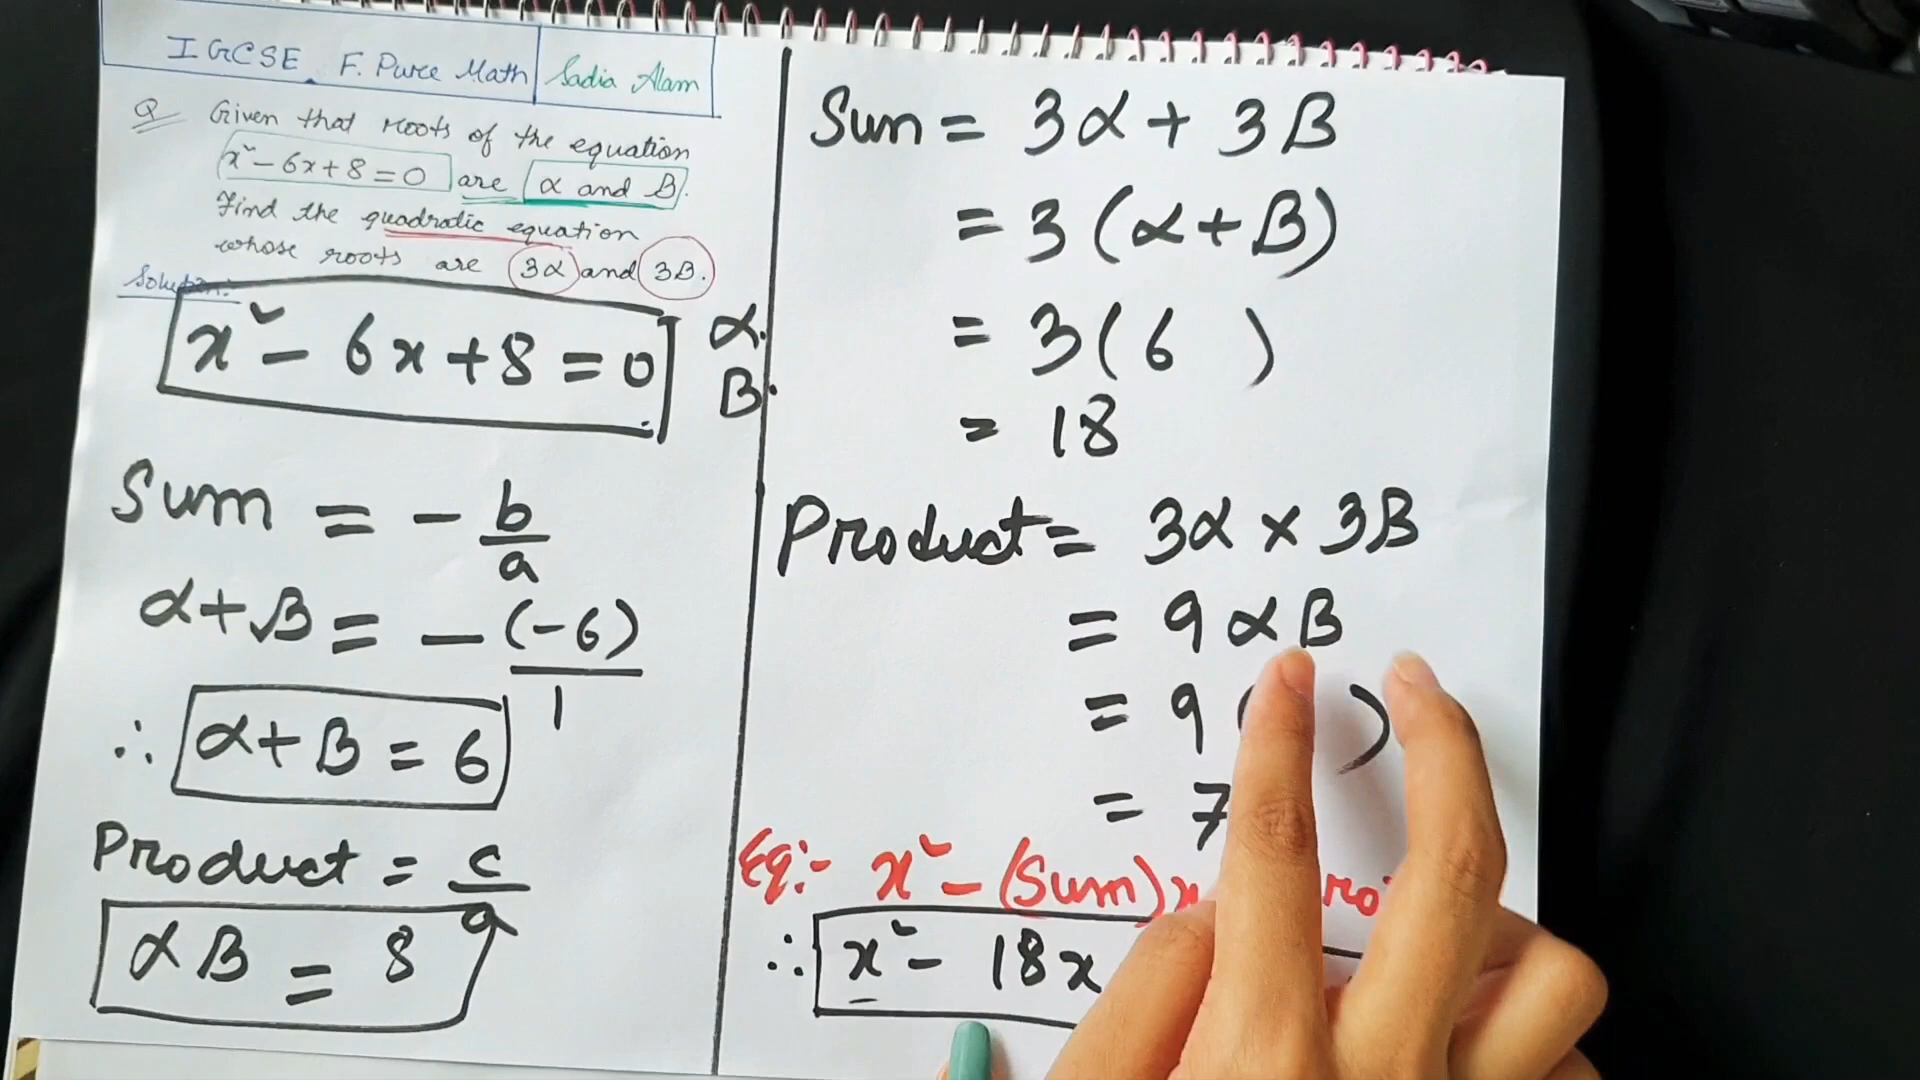 IGCSE F. Pure Math
Sadia Alam
Q Given that roots of the equation
x² - 6x + 8 = 0 are α and β.
Find the quadratic equation
whose roots are 3α and 3β.
Solution:
x² - 6x + 8 = 0
α
β
Sum = - b/a
α + β = - (-6)/1
∴ α + β = 6
Product = c/a
αβ = 8
Sum = 3α + 3β
= 3(α + β)
= 3(6 )
= 18
Product = 3α × 3β
= 9αβ
= 9( )
= 7
Eq:- x² - (Sum)x
∴ x² - 18x